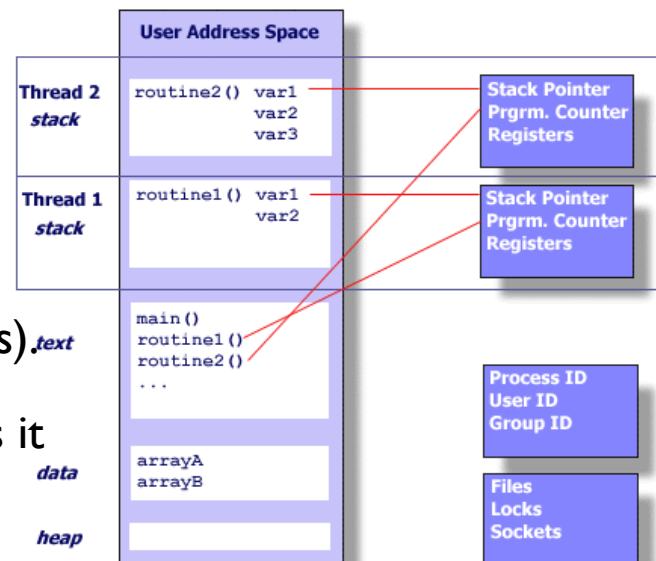 User Address Space
Thread 2
stack
routine2() var1
var2
var3
Stack Pointer
Prgrm. Counter
Registers
Thread 1
stack
routine1() var1
var2
Stack Pointer
Prgrm. Counter
Registers
s).
text
main()
routine1()
routine2()
...
Process ID
User ID
Group ID
s it
data
arrayA
arrayB
Files
Locks
Sockets
heap